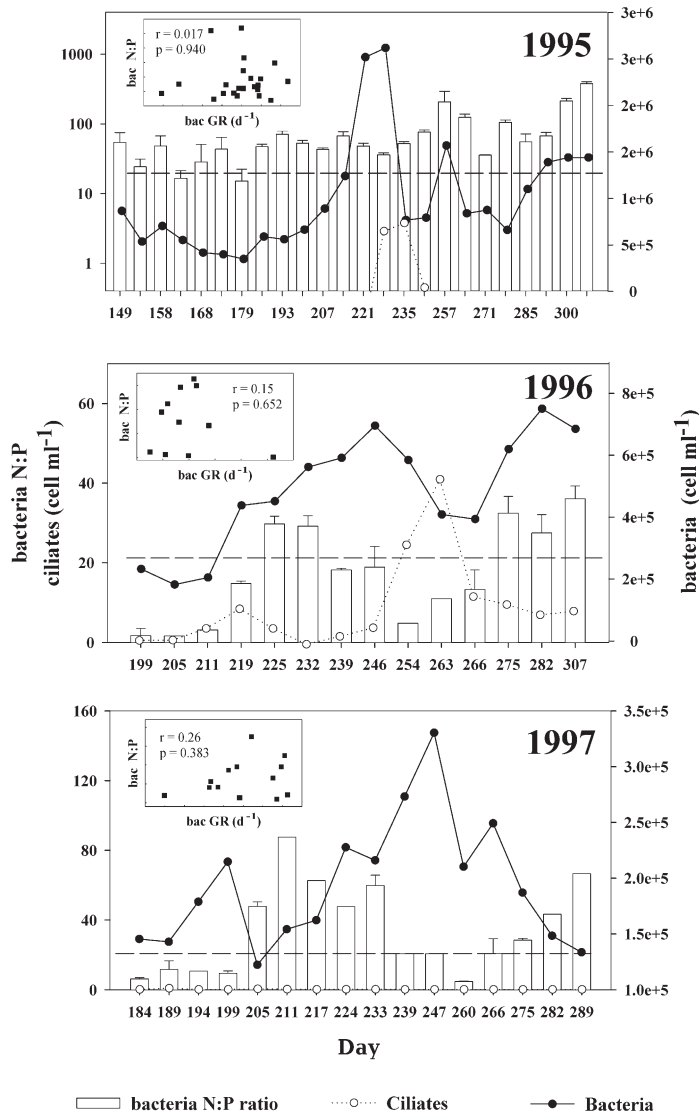 1995
r = 0.017
p = 0.940
bac N:P
bac GR (d⁻¹)
1000
100
10
1
3e+6
3e+6
2e+6
2e+6
1e+6
5e+5
0
149 158 168 179 193 207 221 235 257 271 285 300
1996
r = 0.15
p = 0.652
bac N:P
bac GR (d⁻¹)
60
40
20
0
8e+5
6e+5
4e+5
2e+5
0
199 205 211 219 225 232 239 246 254 263 266 275 282 307
bacteria N:P
ciliates (cell ml⁻¹)
bacteria (cell ml⁻¹)
1997
r = 0.26
p = 0.383
bac N:P
bac GR (d⁻¹)
160
120
80
40
0
3.5e+5
3.0e+5
2.5e+5
2.0e+5
1.5e+5
1.0e+5
184 189 194 199 205 211 217 224 233 239 247 260 266 275 282 289
Day
bacteria N:P ratio
Ciliates
Bacteria